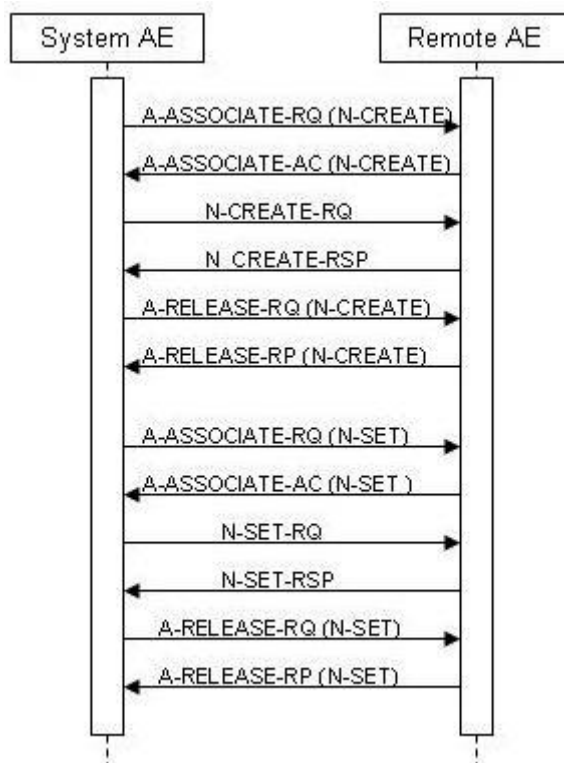 System AE
Remote AE
A-ASSOCIATE-RQ (N-CREATE)
A-ASSOCIATE-AC (N-CREATE)
N-CREATE-RQ
N CREATE-RSP
A-RELEASE-RQ (N-CREATE)
A-RELEASE-RP (N-CREATE)
A-ASSOCIATE-RQ (N-SET)
A-ASSOCIATE-AC (N-SET )
N-SET-RQ
N-SET-RSP
A-RELEASE-RQ (N-SET)
A-RELEASE-RP (N-SET)